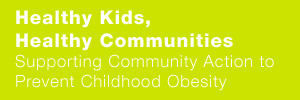 Healthy Kids,
Healthy Communities
Supporting Community Action to
Prevent Childhood Obesity